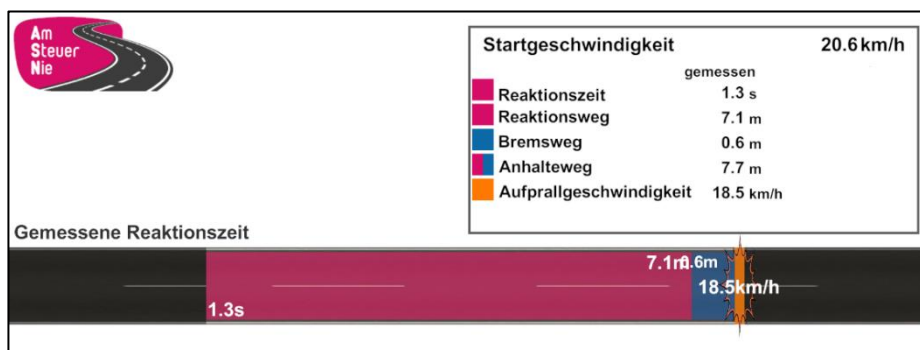 Am
Steuer
Nie
Startgeschwindigkeit 20.6 km/h
gemessen
Reaktionszeit 1.3 s
Reaktionsweg 7.1 m
Bremsweg 0.6 m
Anhalteweg 7.7 m
Aufprallgeschwindigkeit 18.5 km/h
Gemessene Reaktionszeit
7.1m 0.6m
18.5km/h
1.3s